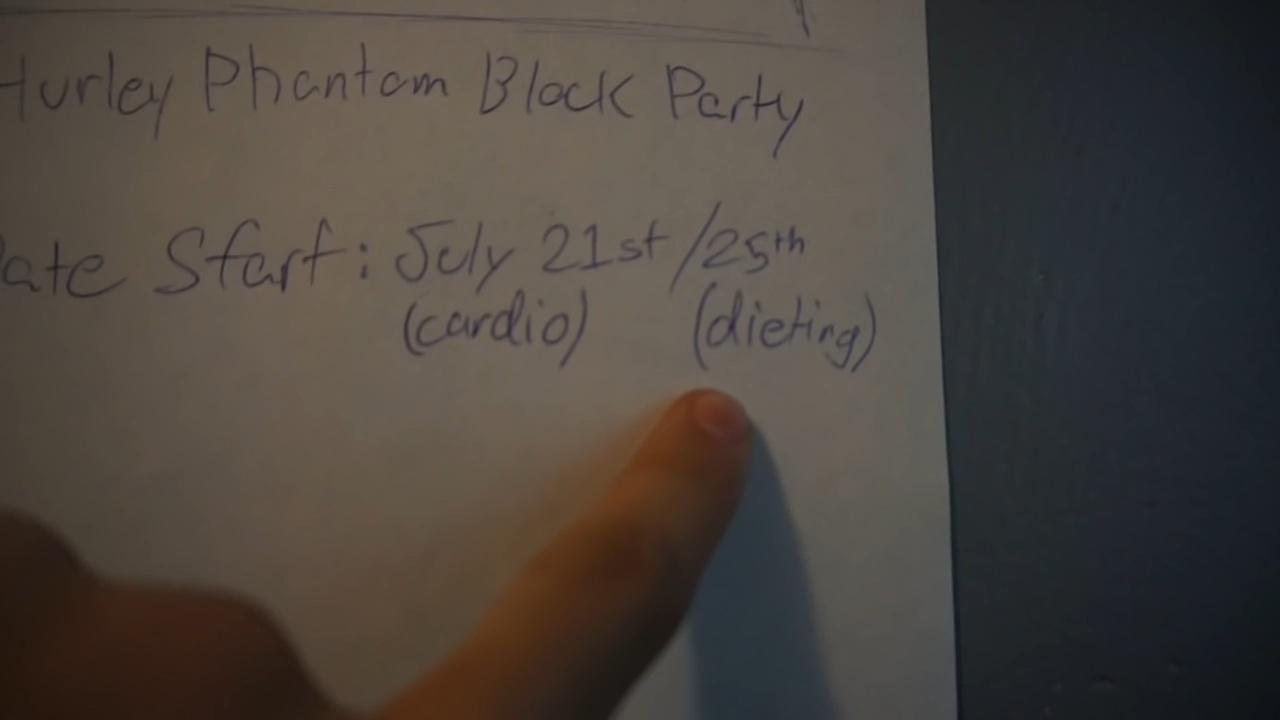 Hurley Phantom Block Party
Date Start: July 21st/25th
(cardio) (dieting)